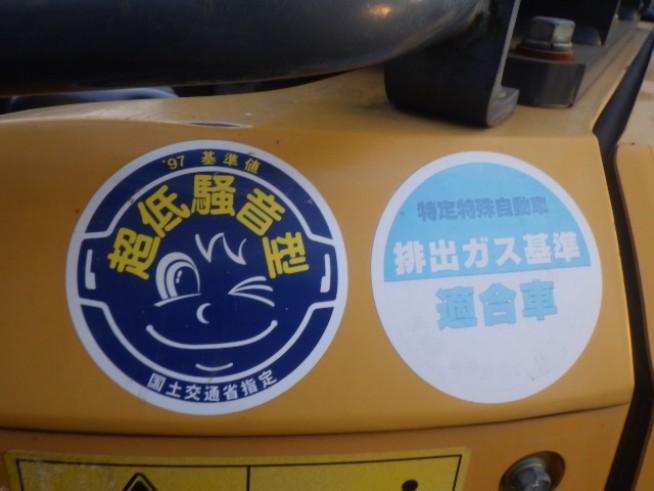 '97 基準値
超低騒音型
国土交通省指定
特定特殊自動車
排出ガス基準
適合車